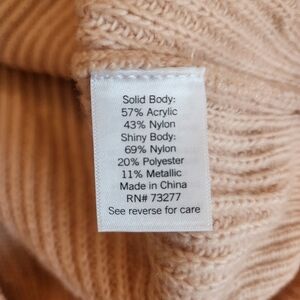 Solid Body:
57% Acrylic
43% Nylon
Shiny Body:
69% Nylon
20% Polyester
11% Metallic
Made in China
RN# 73277
See reverse for care